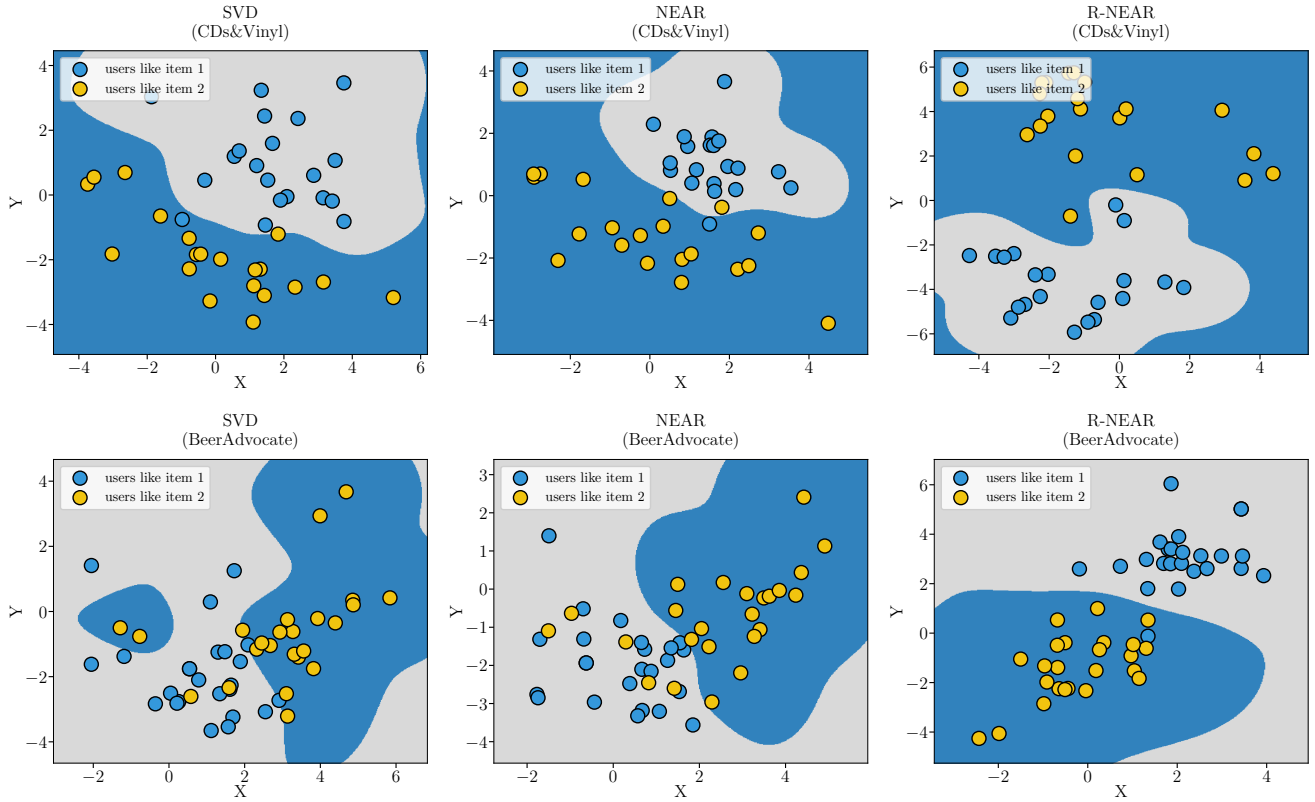 SVD
(CDs&Vinyl)
users like item 1
users like item 2
4
2
0
−2
−4
Y
−4 −2 0 2 4 6
X
NEAR
(CDs&Vinyl)
users like item 1
users like item 2
4
2
0
−2
−4
Y
−2 0 2 4
X
R-NEAR
(CDs&Vinyl)
users like item 1
users like item 2
6
4
2
0
−2
−4
−6
Y
−4 −2 0 2 4
X
SVD
(BeerAdvocate)
users like item 1
users like item 2
4
2
0
−2
−4
Y
−2 0 2 4 6
X
NEAR
(BeerAdvocate)
users like item 1
users like item 2
3
2
1
0
−1
−2
−3
−4
Y
−2 0 2 4
X
R-NEAR
(BeerAdvocate)
users like item 1
users like item 2
6
4
2
0
−2
−4
Y
−2 0 2 4
X